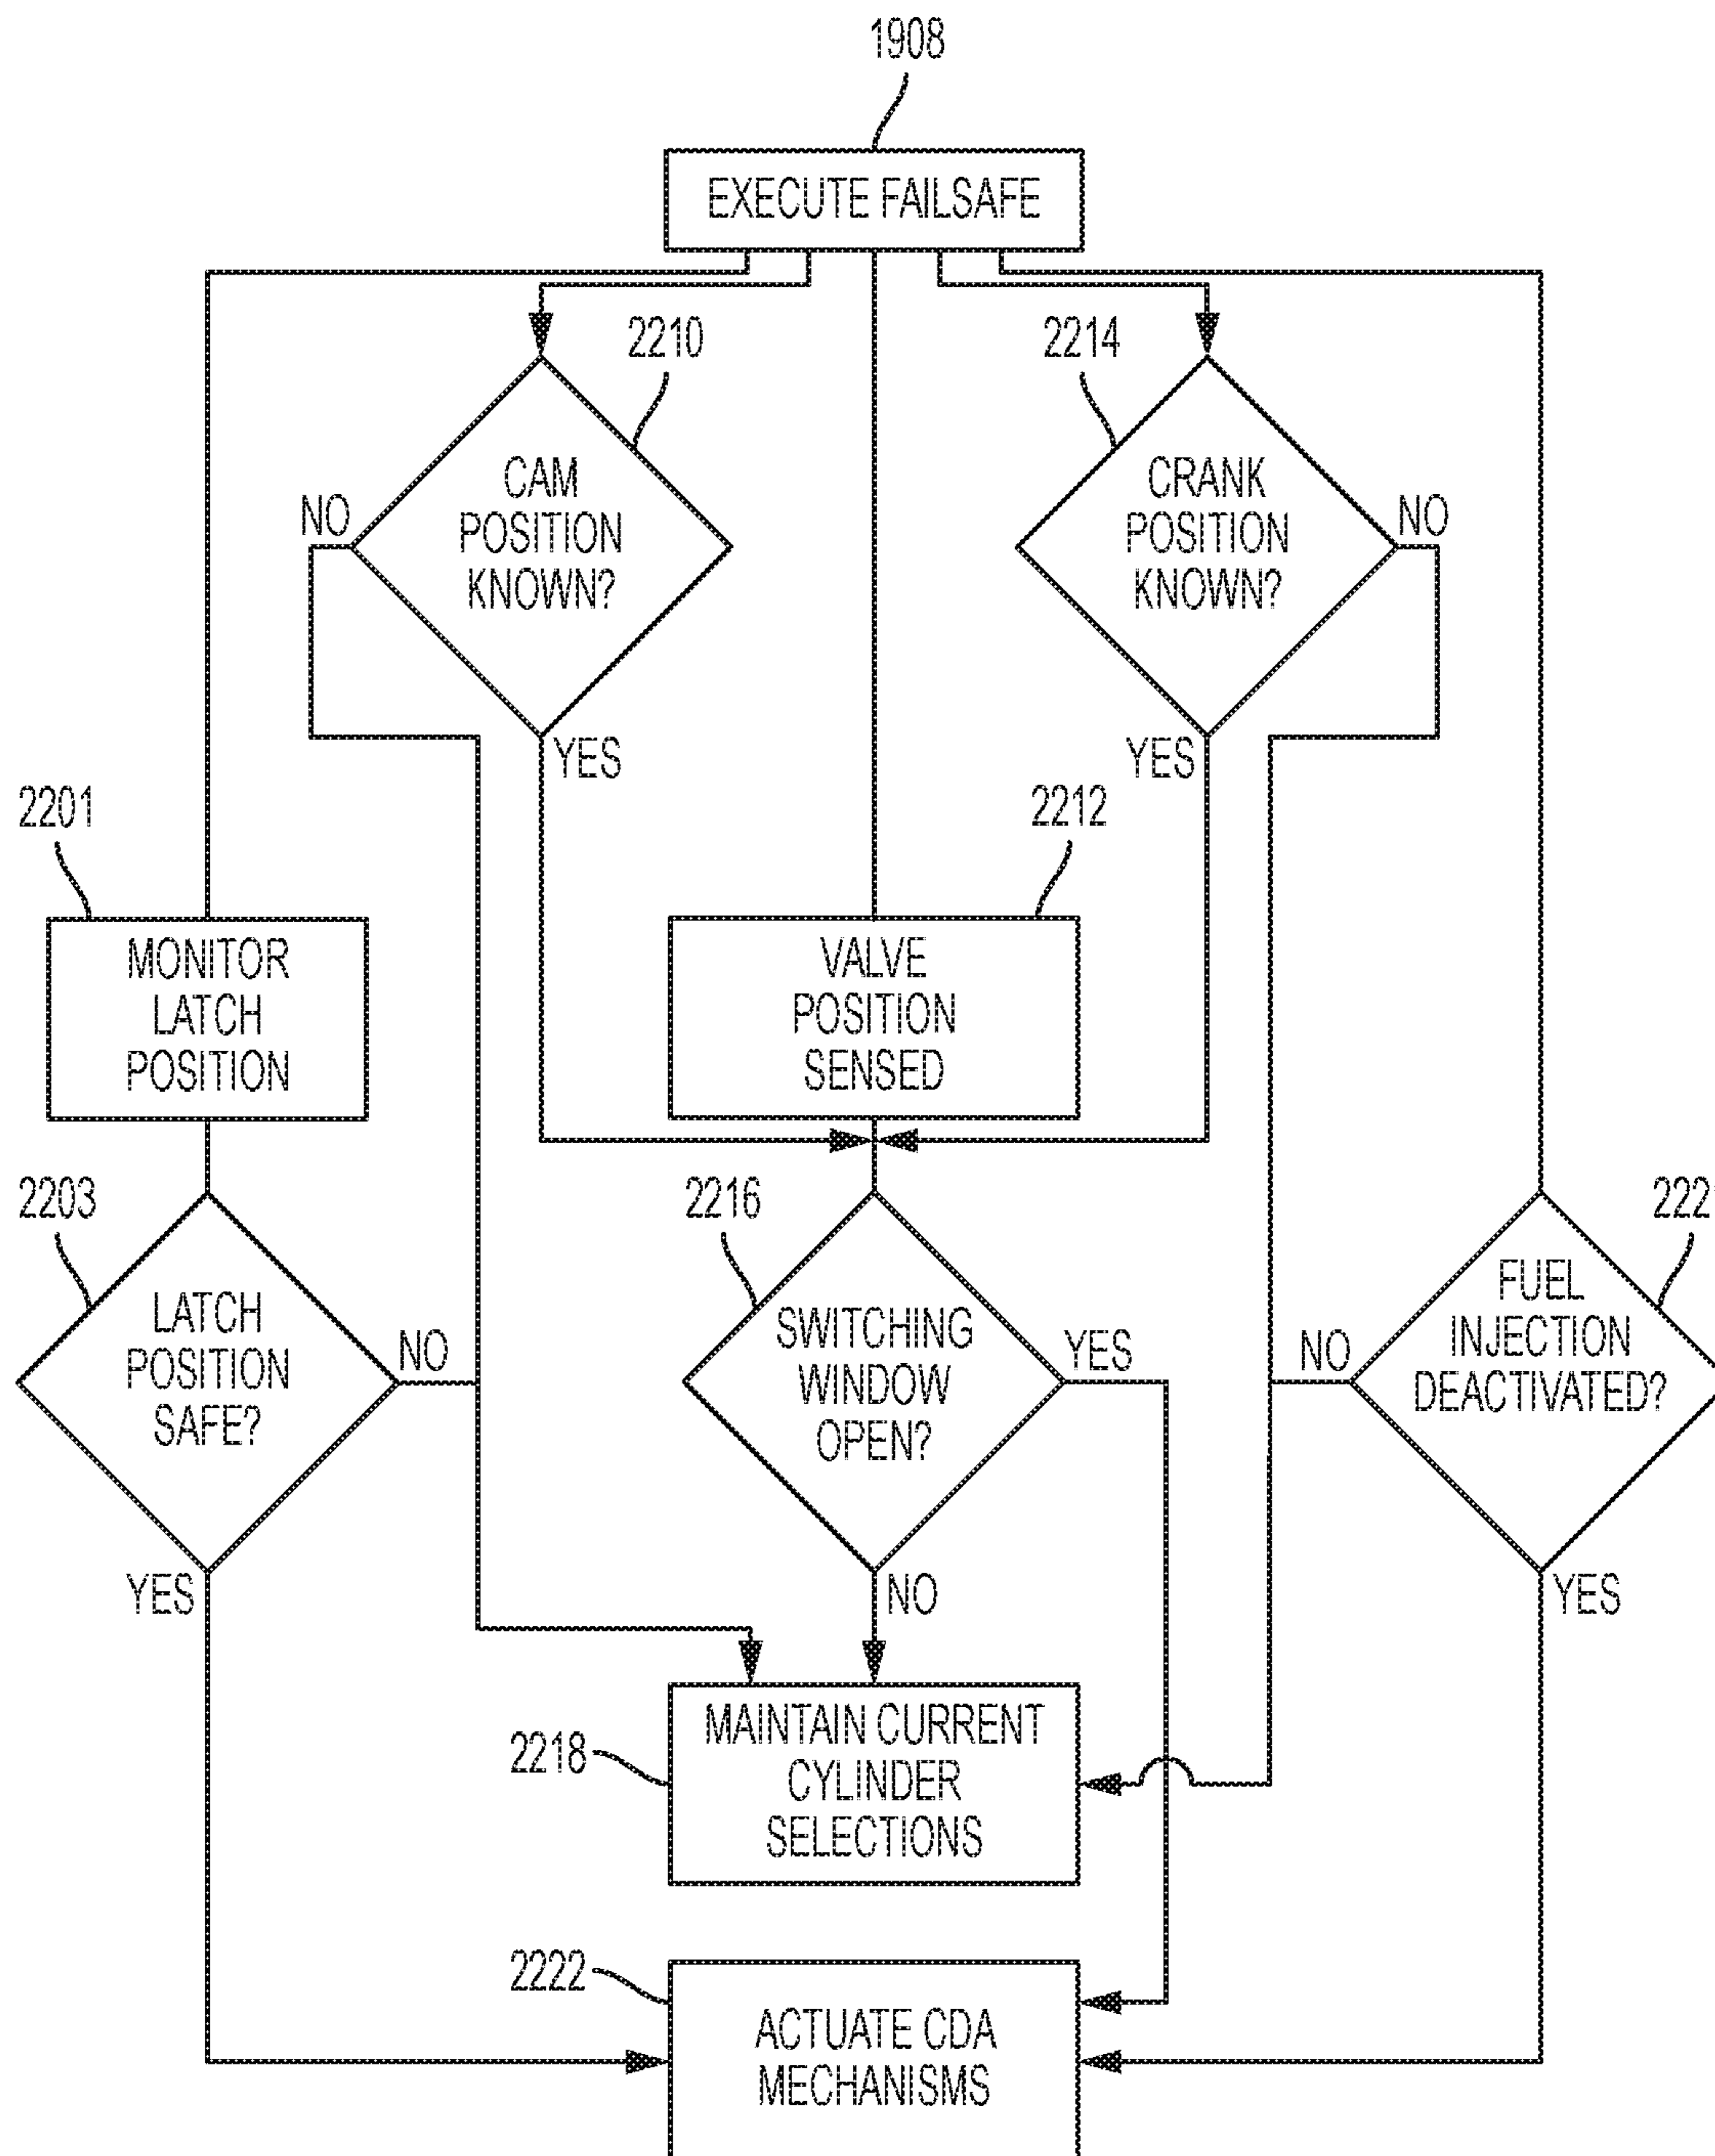 1908
EXECUTE FAILSAFE
2210
2214
CAM
POSITION
KNOWN?
NO
YES
CRANK
POSITION
KNOWN?
NO
YES
2201
MONITOR
LATCH
POSITION
2212
VALVE
POSITION
SENSED
2203
LATCH
POSITION
SAFE?
NO
YES
2216
SWITCHING
WINDOW
OPEN?
YES
NO
FUEL
INJECTION
DEACTIVATED?
NO
YES
2218
MAINTAIN CURRENT
CYLINDER
SELECTIONS
2222
ACTUATE CDA
MECHANISMS